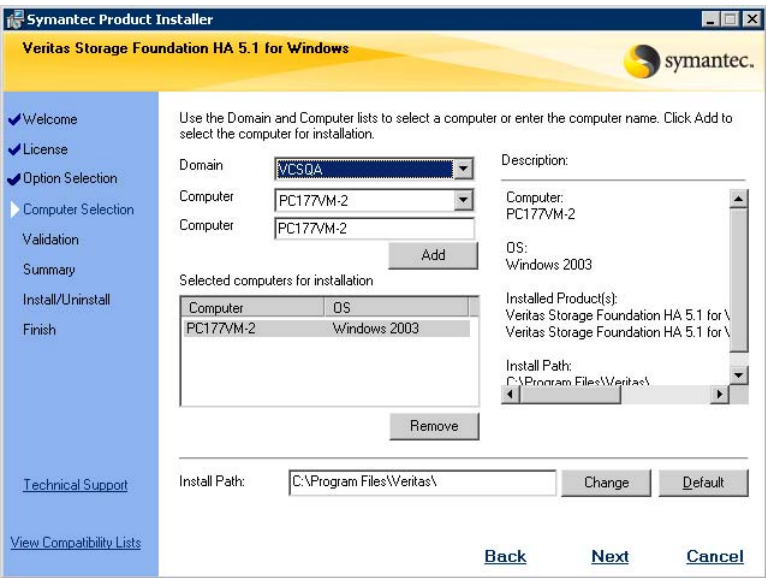 Symantec Product Installer
Veritas Storage Foundation HA 5.1 for Windows
symantec.
Welcome
License
Option Selection
Computer Selection
Validation
Summary
Install/Uninstall
Finish
Technical Support
View Compatibility Lists
Use the Domain and Computer lists to select a computer or enter the computer name. Click Add to
select the computer for installation.
Domain
VCSQA
Computer
PC177VM-2
Computer
PC177VM-2
Add
Selected computers for installation
Computer OS
PC177VM-2 Windows 2003
Remove
Description:
Computer:
PC177VM-2
OS:
Windows 2003
Installed Product(s):
Veritas Storage Foundation HA 5.1 for \
Veritas Storage Foundation HA 5.1 for \
Install Path:
C:\Program Files\Veritas\
Install Path: C:\Program Files\Veritas\ Change Default
Back Next Cancel